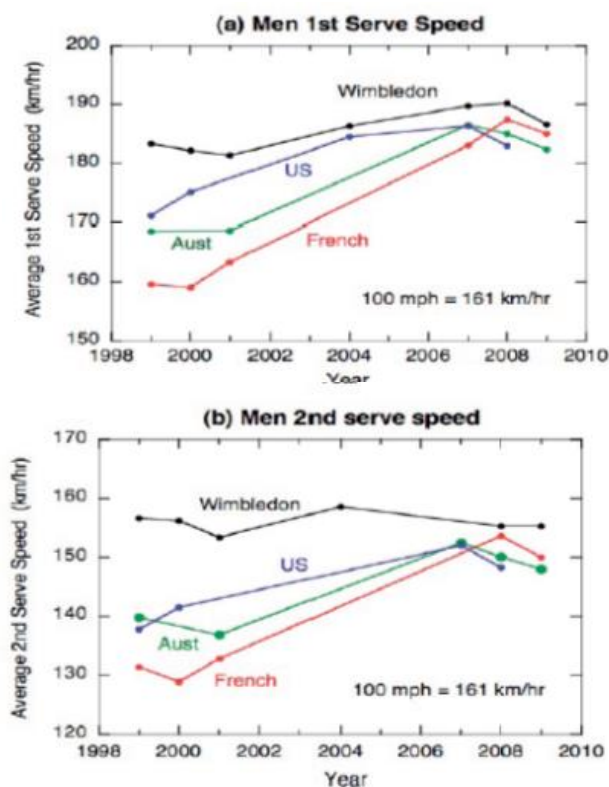 (a) Men 1st Serve Speed
Average 1st Serve Speed (km/hr)
200
190
180
170
160
150
Wimbledon
US
Aust
French
100 mph = 161 km/hr
1998 2000 2002 2004 2006 2008 2010
Year
(b) Men 2nd serve speed
Average 2nd Serve Speed (km/hr)
170
160
150
140
130
120
Wimbledon
US
Aust
French
100 mph = 161 km/hr
1998 2000 2002 2004 2006 2008 2010
Year